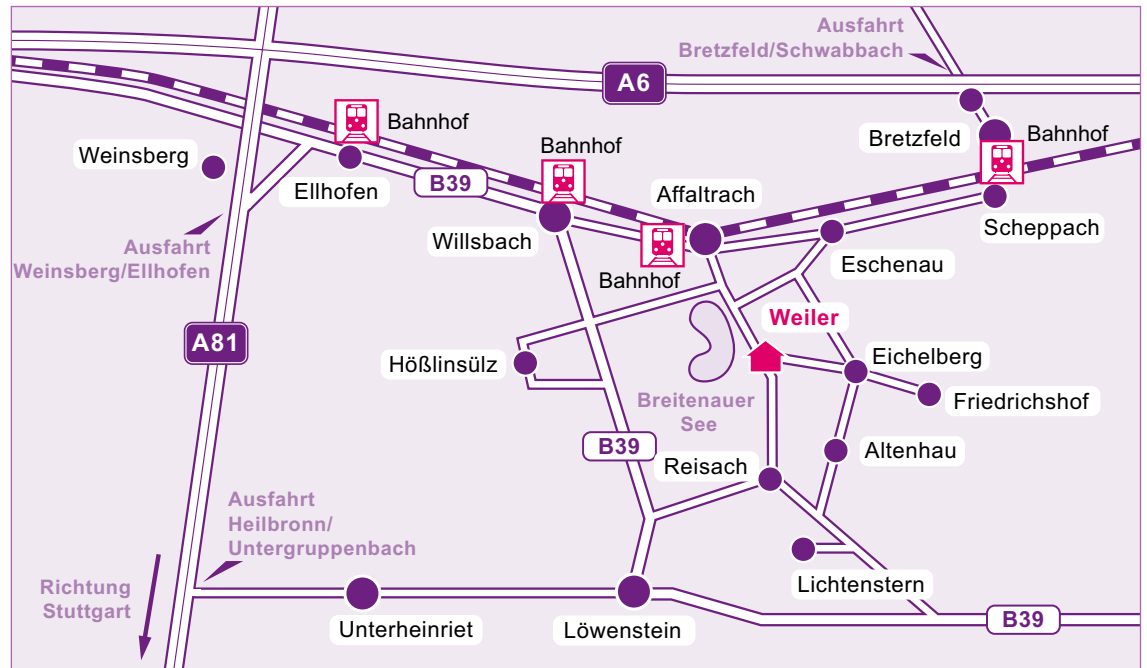 Ausfahrt
Bretzfeld/Schwabbach
A6
Bahnhof
Bretzfeld
Bahnhof
Weinsberg
Ellhofen
B39
Bahnhof
Affaltrach
Willsbach
Bahnhof
Scheppach
Eschenau
Ausfahrt
Weinsberg/Ellhofen
A81
Weiler
Hößlinsülz
Eichelberg
Breitenauer
See
Friedrichshof
B39
Reisach
Altenhau
Ausfahrt
Heilbronn/
Untergruppenbach
Richtung
Stuttgart
Lichtenstern
Unterheinriet
Löwenstein
B39